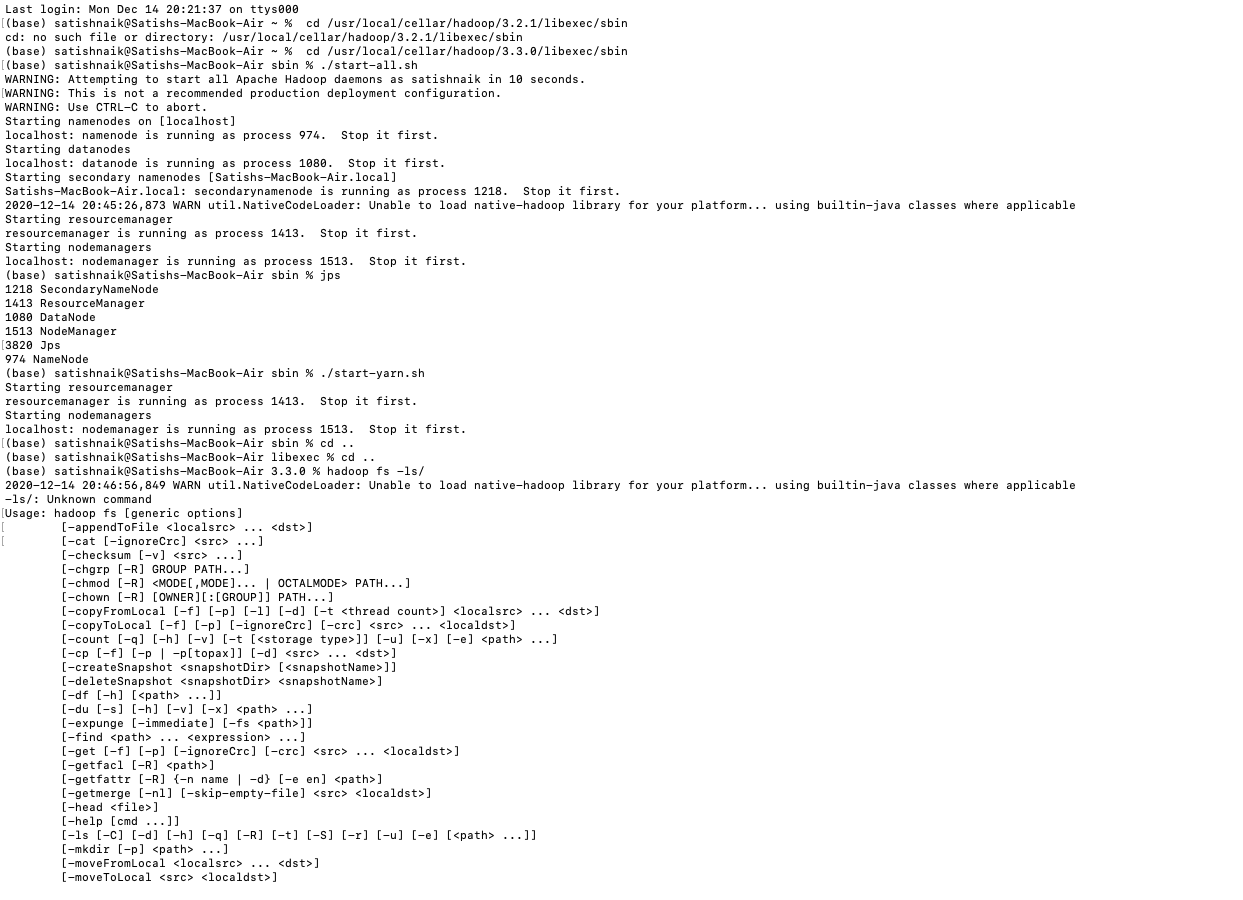 Last login: Mon Dec 14 20:21:37 on ttys000
(base) satishnaik@Satishs-MacBook-Air ~ %  cd /usr/local/cellar/hadoop/3.2.1/libexec/sbin
cd: no such file or directory: /usr/local/cellar/hadoop/3.2.1/libexec/sbin
(base) satishnaik@Satishs-MacBook-Air ~ %  cd /usr/local/cellar/hadoop/3.3.0/libexec/sbin
(base) satishnaik@Satishs-MacBook-Air sbin % ./start-all.sh
WARNING: Attempting to start all Apache Hadoop daemons as satishnaik in 10 seconds.
WARNING: This is not a recommended production deployment configuration.
WARNING: Use CTRL-C to abort.
Starting namenodes on [localhost]
localhost: namenode is running as process 974.  Stop it first.
Starting datanodes
localhost: datanode is running as process 1080.  Stop it first.
Starting secondary namenodes [Satishs-MacBook-Air.local]
Satishs-MacBook-Air.local: secondarynamenode is running as process 1218.  Stop it first.
2020-12-14 20:45:26,873 WARN util.NativeCodeLoader: Unable to load native-hadoop library for your platform... using builtin-java classes where applicable
Starting resourcemanager
resourcemanager is running as process 1413.  Stop it first.
Starting nodemanagers
localhost: nodemanager is running as process 1513.  Stop it first.
(base) satishnaik@Satishs-MacBook-Air sbin % jps
1218 SecondaryNameNode
1413 ResourceManager
1080 DataNode
1513 NodeManager
3820 Jps
974 NameNode
(base) satishnaik@Satishs-MacBook-Air sbin % ./start-yarn.sh
Starting resourcemanager
resourcemanager is running as process 1413.  Stop it first.
Starting nodemanagers
localhost: nodemanager is running as process 1513.  Stop it first.
(base) satishnaik@Satishs-MacBook-Air sbin % cd ..
(base) satishnaik@Satishs-MacBook-Air libexec % cd ..
(base) satishnaik@Satishs-MacBook-Air 3.3.0 % hadoop fs -ls/
2020-12-14 20:46:56,849 WARN util.NativeCodeLoader: Unable to load native-hadoop library for your platform... using builtin-java classes where applicable
-ls/: Unknown command
Usage: hadoop fs [generic options]
[-appendToFile <localsrc> ... <dst>]
[-cat [-ignoreCrc] <src> ...]
[-checksum [-v] <src> ...]
[-chgrp [-R] GROUP PATH...]
[-chmod [-R] <MODE[,MODE]... | OCTALMODE> PATH...]
[-chown [-R] [OWNER][:[GROUP]] PATH...]
[-copyFromLocal [-f] [-p] [-l] [-d] [-t <thread count>] <localsrc> ... <dst>]
[-copyToLocal [-f] [-p] [-ignoreCrc] [-crc] <src> ... <localdst>]
[-count [-q] [-h] [-v] [-t [<storage type>]] [-u] [-x] [-e] <path> ...]
[-cp [-f] [-p | -p[topax]] [-d] <src> ... <dst>]
[-createSnapshot <snapshotDir> [<snapshotName>]]
[-deleteSnapshot <snapshotDir> <snapshotName>]
[-df [-h] [<path> ...]]
[-du [-s] [-h] [-v] [-x] <path> ...]
[-expunge [-immediate] [-fs <path>]]
[-find <path> ... <expression> ...]
[-get [-f] [-p] [-ignoreCrc] [-crc] <src> ... <localdst>]
[-getfacl [-R] <path>]
[-getfattr [-R] {-n name | -d} [-e en] <path>]
[-getmerge [-nl] [-skip-empty-file] <src> <localdst>]
[-head <file>]
[-help [cmd ...]]
[-ls [-C] [-d] [-h] [-q] [-R] [-t] [-S] [-r] [-u] [-e] [<path> ...]]
[-mkdir [-p] <path> ...]
[-moveFromLocal <localsrc> ... <dst>]
[-moveToLocal <src> <localdst>]